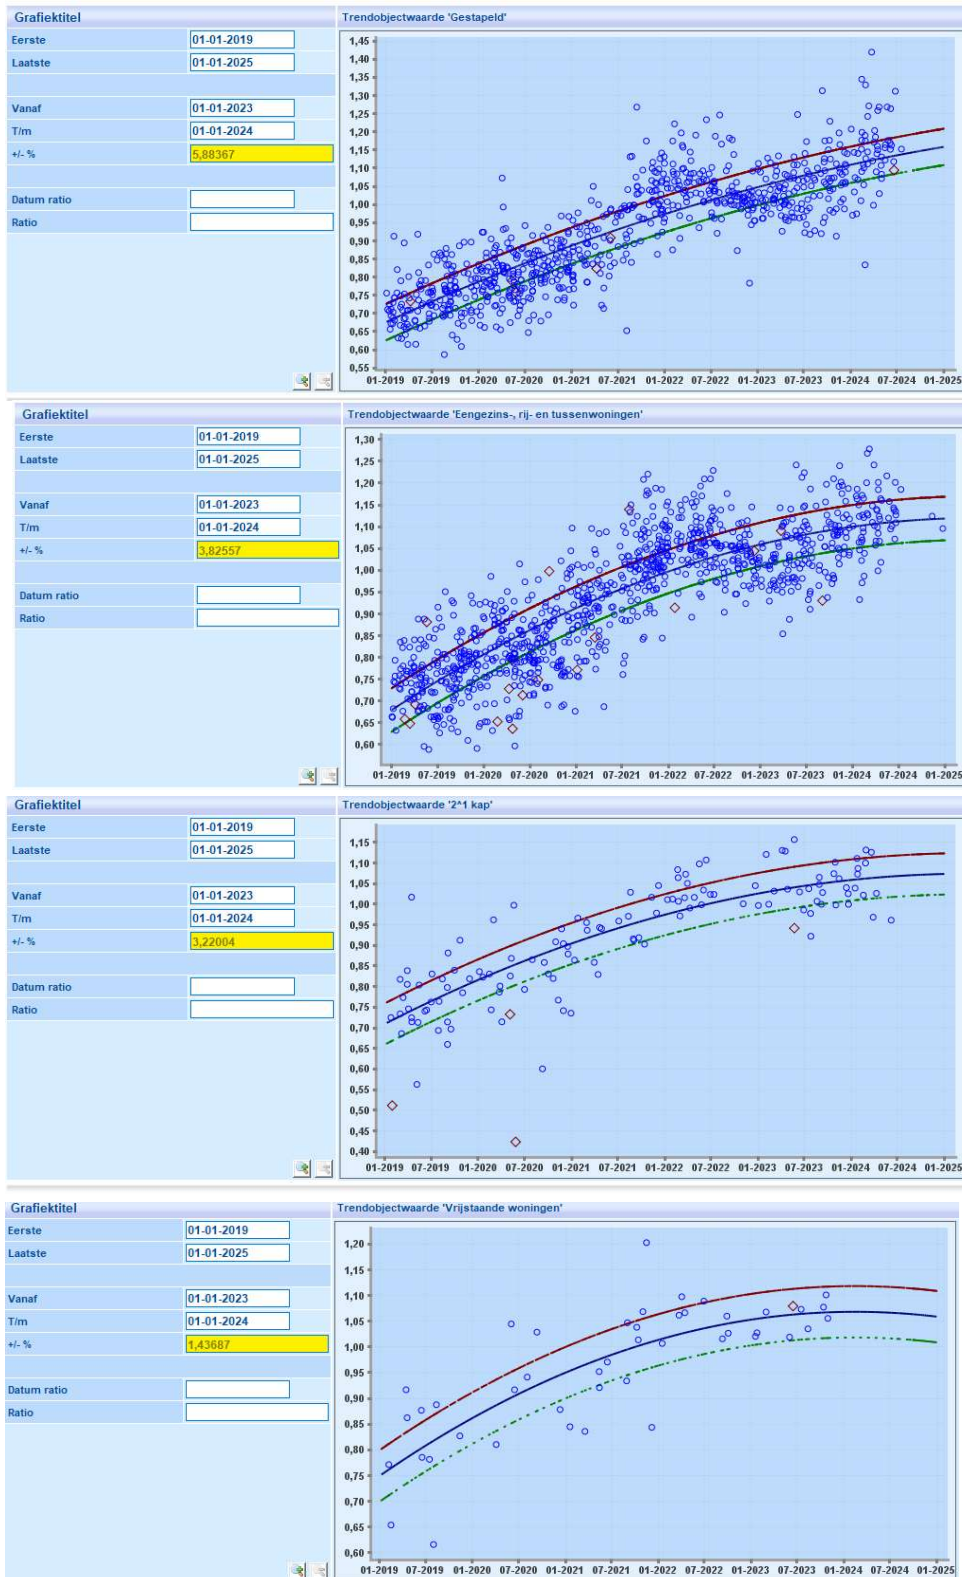 Grafiektitel
Eerste 01-01-2019
Laatste 01-01-2025
Vanaf 01-01-2023
T/m 01-01-2024
+/- % 5,88367
Datum ratio
Ratio
Trendobjectwaarde 'Gestapeld'
1,45
1,40
1,35
1,30
1,25
1,20
1,15
1,10
1,05
1,00
0,95
0,90
0,85
0,80
0,75
0,70
0,65
0,60
0,55
01-2019 07-2019 01-2020 07-2020 01-2021 07-2021 01-2022 07-2022 01-2023 07-2023 01-2024 07-2024 01-2025
Grafiektitel
Eerste 01-01-2019
Laatste 01-01-2025
Vanaf 01-01-2023
T/m 01-01-2024
+/- % 3,82557
Datum ratio
Ratio
Trendobjectwaarde 'Eengezins-, rij- en tussenwoningen'
1,30
1,25
1,20
1,15
1,10
1,05
1,00
0,95
0,90
0,85
0,80
0,75
0,70
0,65
0,60
01-2019 07-2019 01-2020 07-2020 01-2021 07-2021 01-2022 07-2022 01-2023 07-2023 01-2024 07-2024 01-2025
Grafiektitel
Eerste 01-01-2019
Laatste 01-01-2025
Vanaf 01-01-2023
T/m 01-01-2024
+/- % 3,22004
Datum ratio
Ratio
Trendobjectwaarde '2^1 kap'
1,15
1,10
1,05
1,00
0,95
0,90
0,85
0,80
0,75
0,70
0,65
0,60
0,55
0,50
0,45
0,40
01-2019 07-2019 01-2020 07-2020 01-2021 07-2021 01-2022 07-2022 01-2023 07-2023 01-2024 07-2024 01-2025
Grafiektitel
Eerste 01-01-2019
Laatste 01-01-2025
Vanaf 01-01-2023
T/m 01-01-2024
+/- % 1,43687
Datum ratio
Ratio
Trendobjectwaarde 'Vrijstaande woningen'
1,20
1,15
1,10
1,05
1,00
0,95
0,90
0,85
0,80
0,75
0,70
0,65
0,60
01-2019 07-2019 01-2020 07-2020 01-2021 07-2021 01-2022 07-2022 01-2023 07-2023 01-2024 07-2024 01-2025